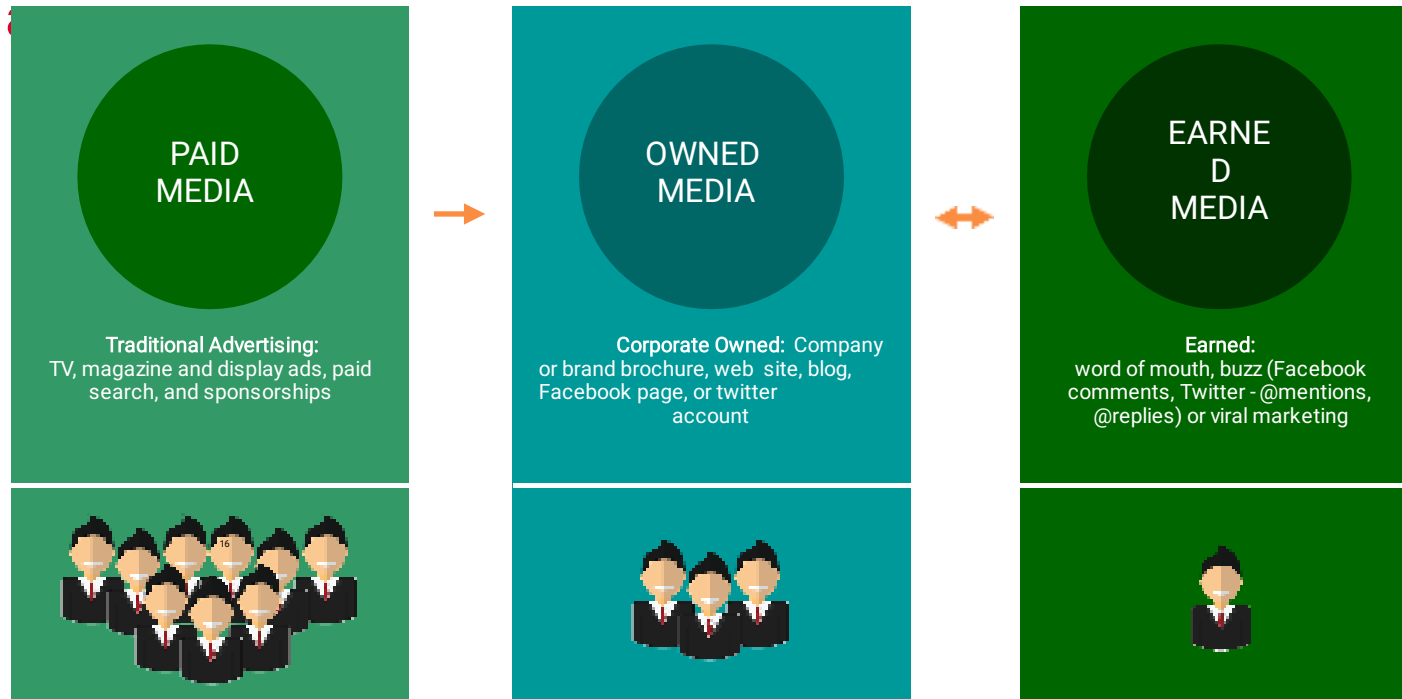 PAID
MEDIA
Traditional Advertising:
TV, magazine and display ads, paid
search, and sponsorships
OWNED
MEDIA
Corporate Owned: Company
or brand brochure, web site, blog,
Facebook page, or twitter
account
EARNE
D
MEDIA
Earned:
word of mouth, buzz (Facebook
comments, Twitter - @mentions,
@replies) or viral marketing
16